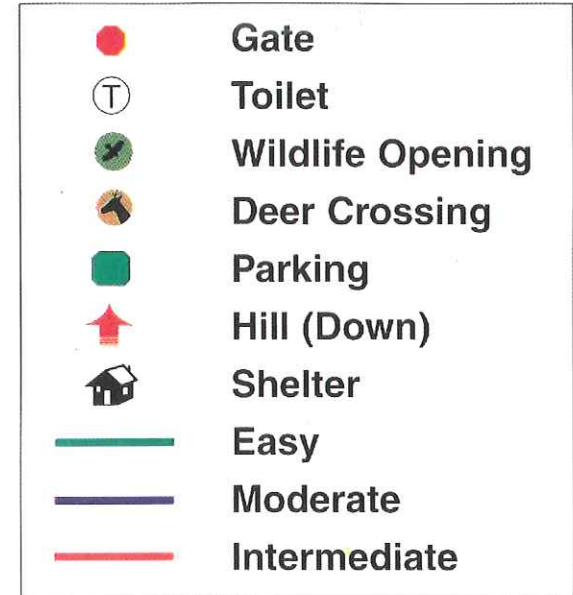 Gate
T Toilet
Wildlife Opening
Deer Crossing
Parking
Hill (Down)
Shelter
Easy
Moderate
Intermediate